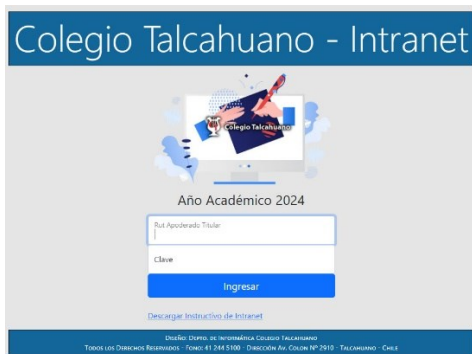 Colegio Talcahuano - Intranet
Colegio Talcahuano
Año Académico 2024
Rut Apoderado Titular
Clave
Ingresar
Descargar Instructivo de Intranet
Diseño: Depto. de Informática Colegio Talcahuano
Todos los Derechos Reservados - Fono: 41 244 5100 - Dirección Av. Colon Nº 2910 - Talcahuano - Chile